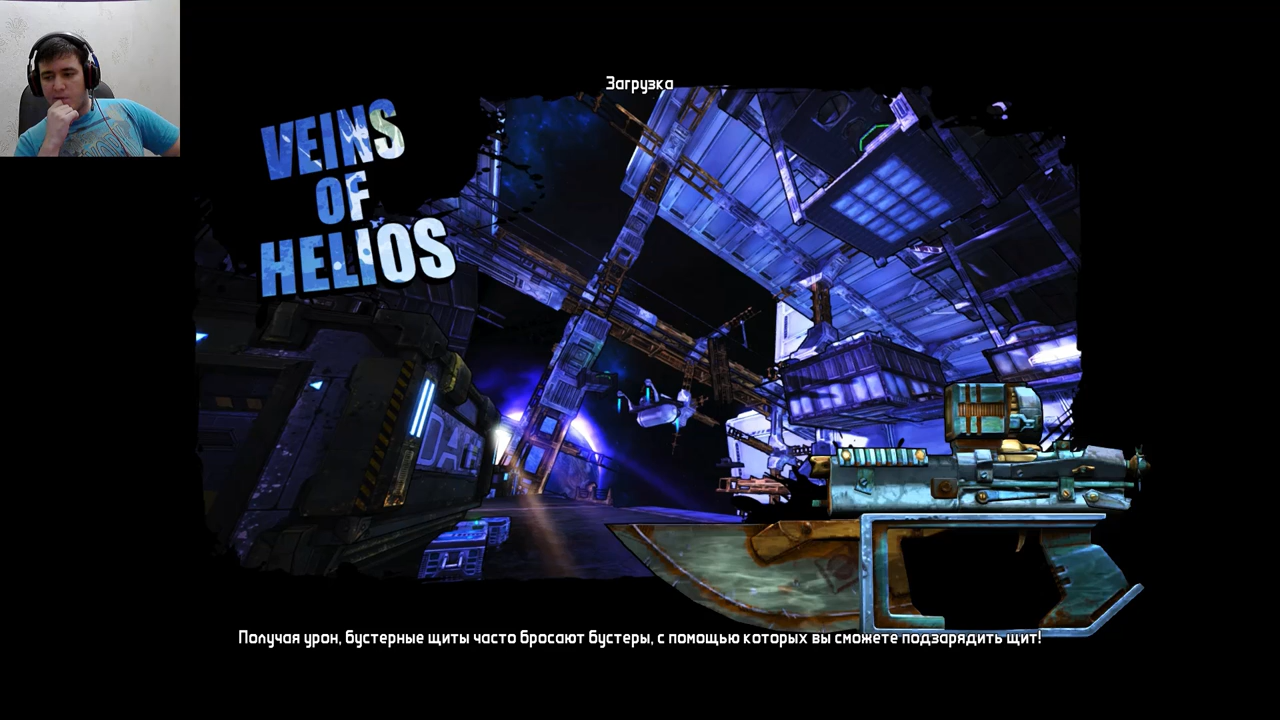 Загрузка
VEINS
OF
HELIOS
Получая урон, бустерные щиты часто бросают бустеры, с помощью которых вы сможете подзарядить щит!